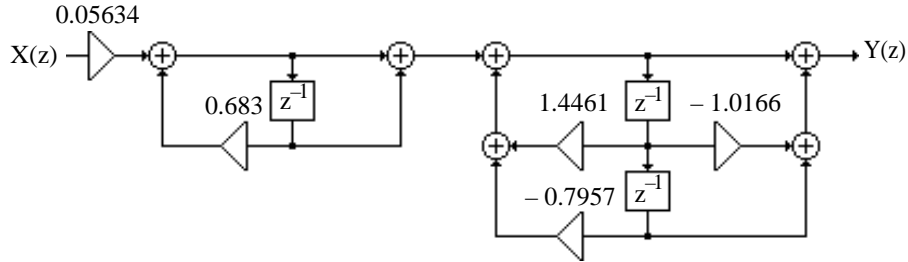 0.05634
X(z)
0.683
z⁻¹
1.4461
z⁻¹
– 1.0166
Y(z)
– 0.7957
z⁻¹